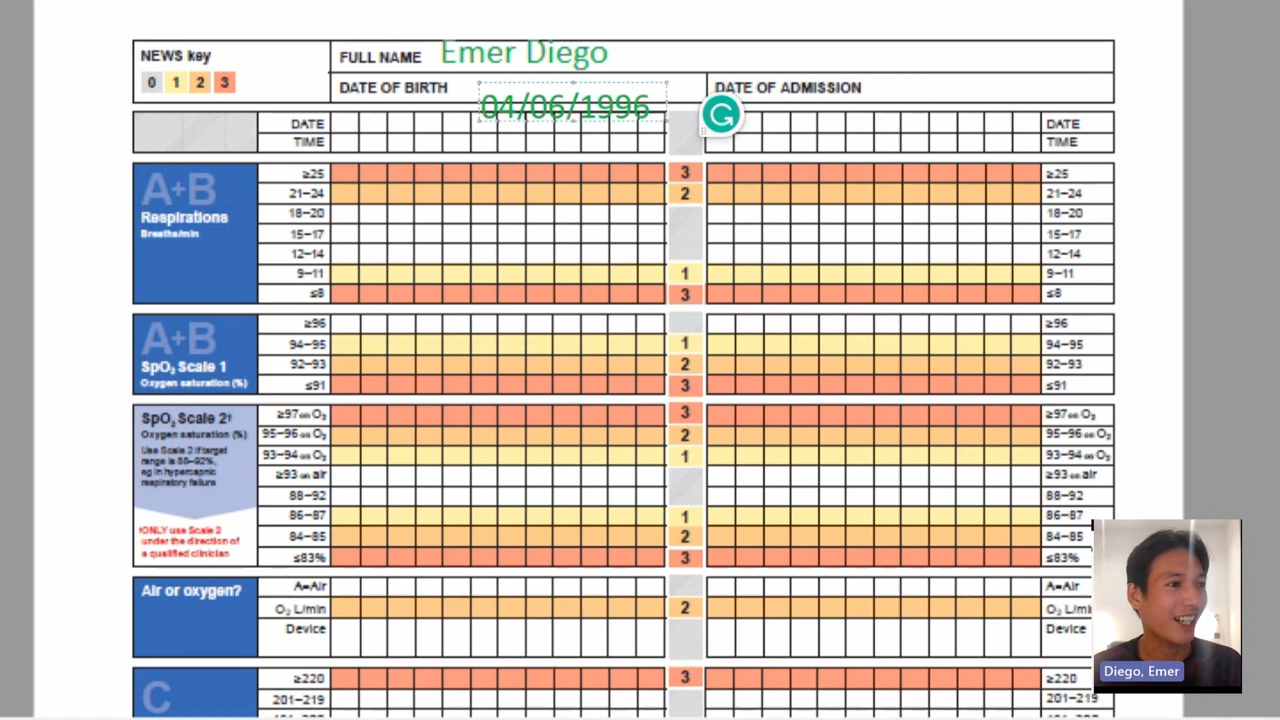 NEWS key
0 1 2 3
FULL NAME Emer Diego
DATE OF BIRTH 04/06/1996
DATE OF ADMISSION
DATE DATE
TIME TIME
A+B
Respirations
Breaths/min
≥25 3 ≥25
21–24 2 21–24
18–20 18–20
15–17 15–17
12–14 12–14
9–11 1 9–11
≤8 3 ≤8
A+B
SpO₂ Scale 1
Oxygen saturation (%)
≥96 ≥96
94–95 1 94–95
92–93 2 92–93
≤91 3 ≤91
SpO₂ Scale 2†
Oxygen saturation (%)
Use Scale 2 if target
range is 88–92%,
eg in hypercapnic
respiratory failure
†ONLY use Scale 2
under the direction of
a qualified clinician
≥97 on O₂ 3 ≥97 on O₂
95–96 on O₂ 2 95–96 on O₂
93–94 on O₂ 1 93–94 on O₂
≥93 on air ≥93 on air
88–92 88–92
86–87 1 86–87
84–85 2 84–85
≤83% 3 ≤83%
Air or oxygen?
A=Air A=Air
O₂ L/min 2 O₂ L/mi
Device Device
C
≥220 3 ≥220
201–219 201–219
Diego, Emer